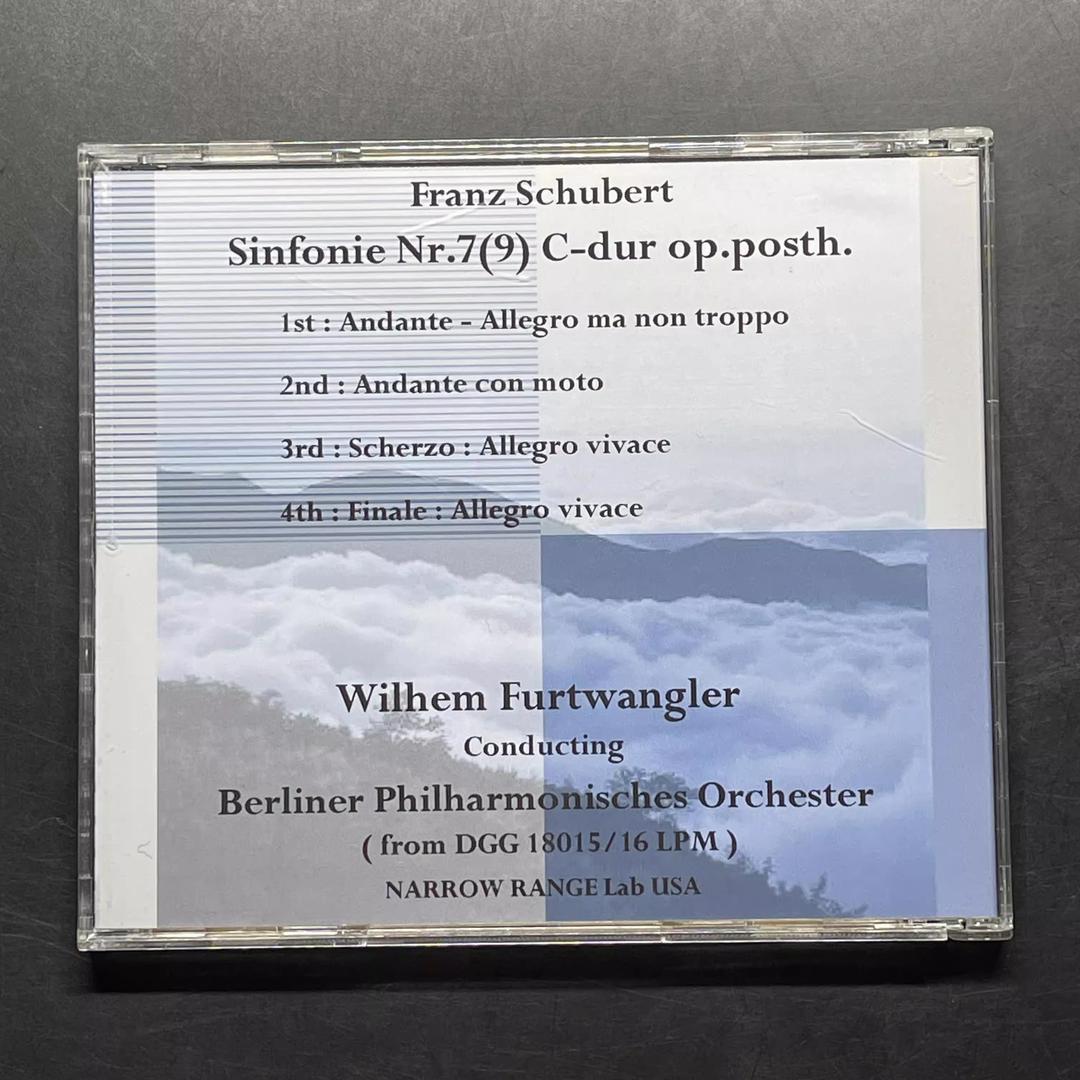 Franz Schubert
Sinfonie Nr.7(9) C-dur op.posth.
1st : Andante - Allegro ma non troppo
2nd : Andante con moto
3rd : Scherzo : Allegro vivace
4th : Finale : Allegro vivace
Wilhem Furtwangler
Conducting
Berliner Philharmonisches Orchester
( from DGG 18015/16 LPM )
NARROW RANGE Lab USA